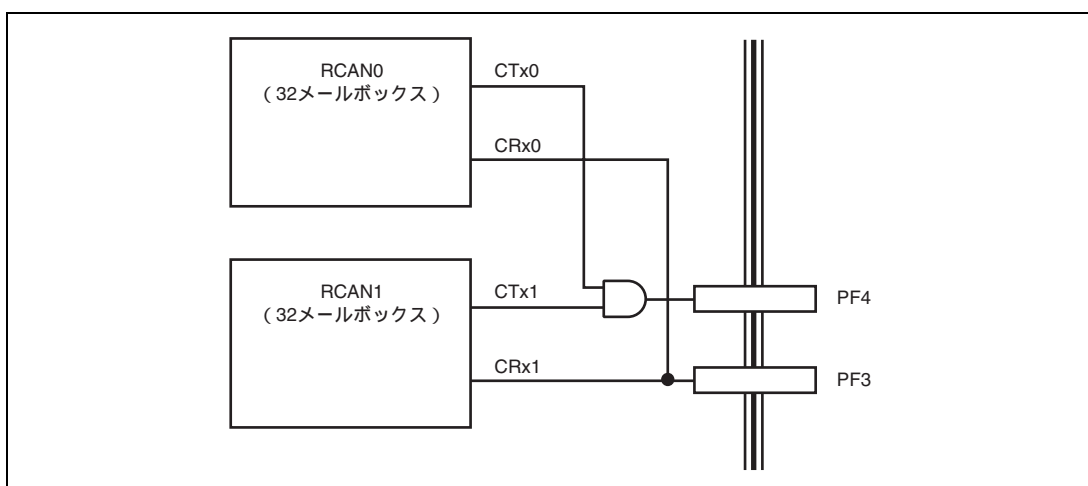 RCAN0
（32メールボックス）
CTx0
CRx0
RCAN1
（32メールボックス）
CTx1
CRx1
PF4
PF3